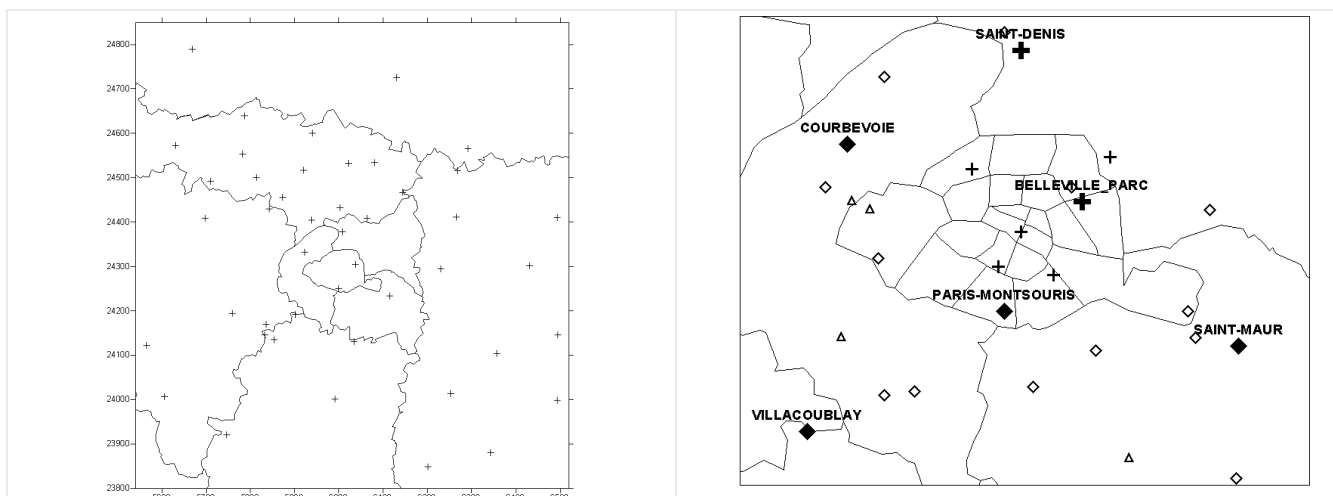 24800
24700
24600
24500
24400
24300
24200
24100
24000
23900
23800
SAINT-DENIS
COURBEVOIE
BELLEVILLE_PARC
PARIS-MONTSOURIS
SAINT-MAUR
VILLACOUBLAY